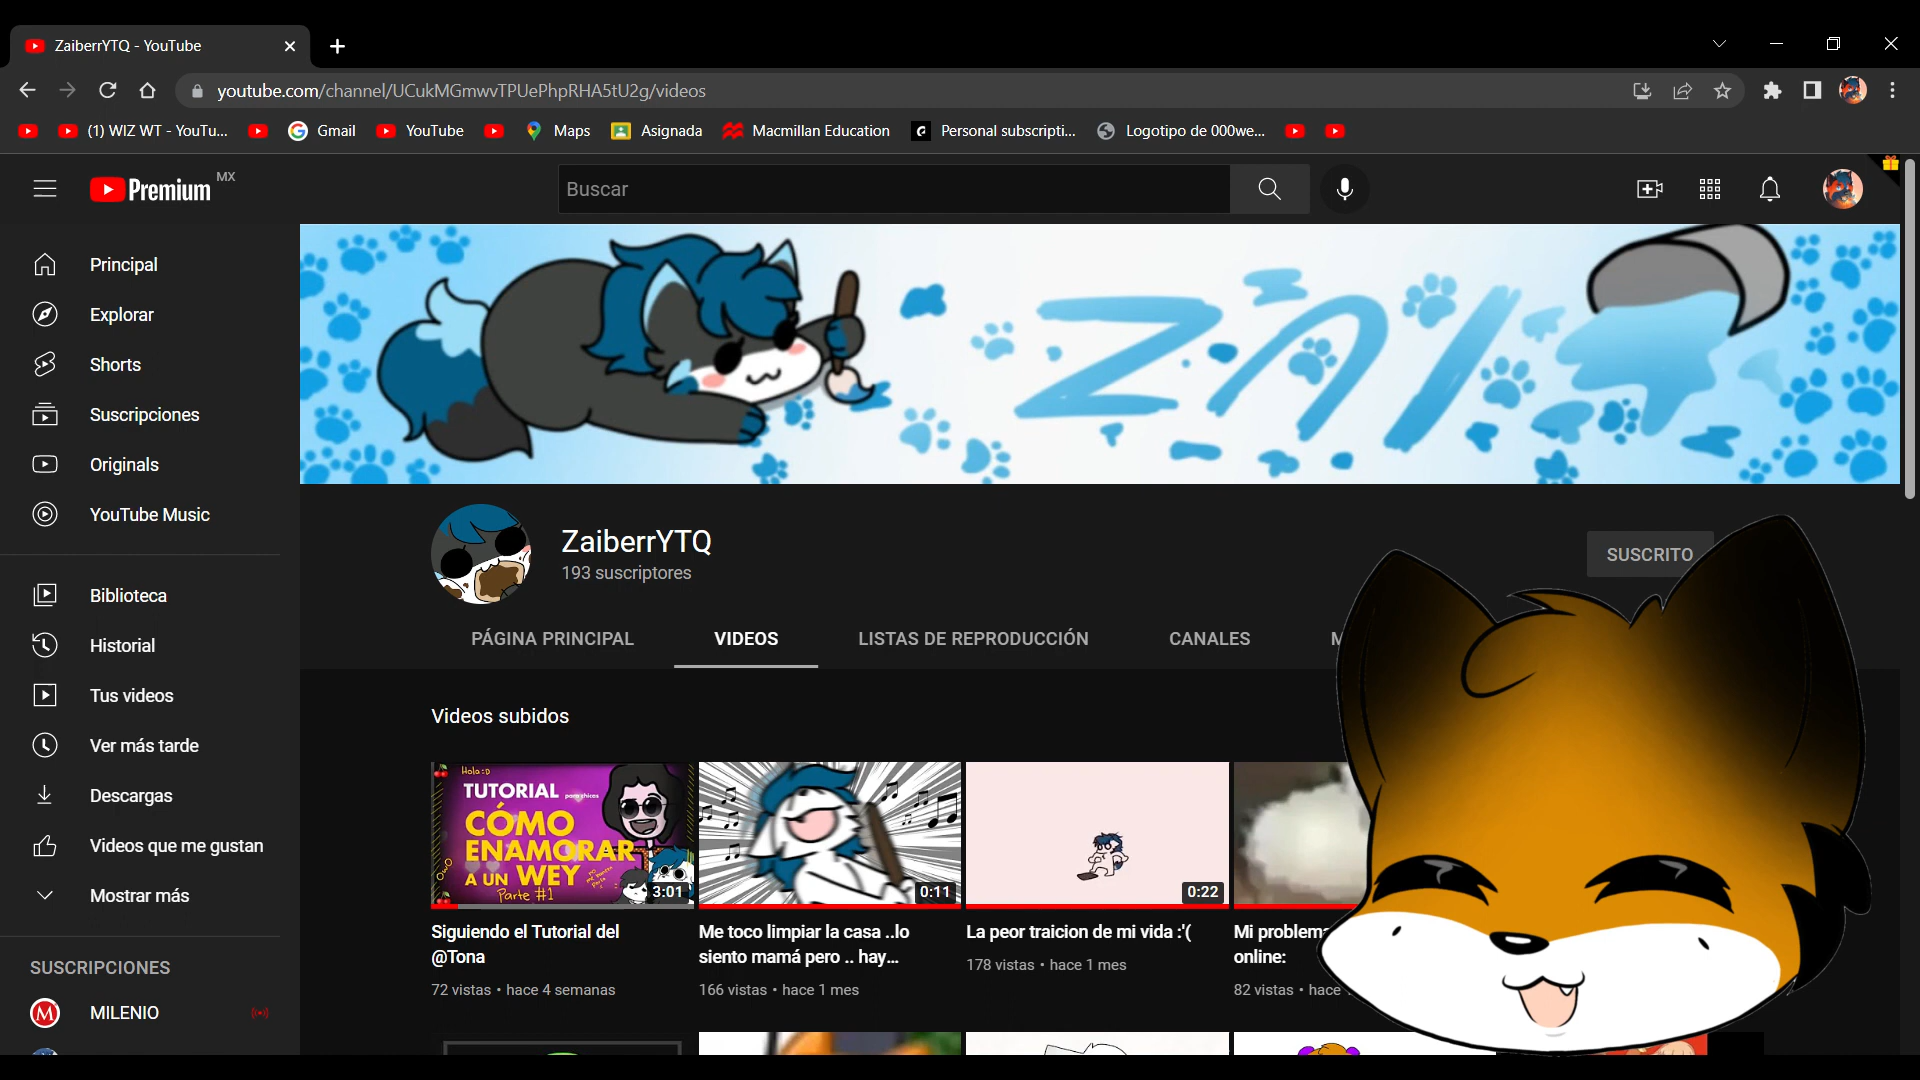 ZaiberrYTQ - YouTube
youtube.com/channel/UCukMGmwvTPUePhpRHA5tU2g/videos
(1) WIZ WT - YouTu...
Gmail
YouTube
Maps
Asignada
Macmillan Education
Personal subscripti...
Logotipo de 000we...
Premium MX
Buscar
Principal
Explorar
Shorts
Suscripciones
Originals
YouTube Music
Biblioteca
Historial
Tus videos
Ver más tarde
Descargas
Videos que me gustan
Mostrar más
SUSCRIPCIONES
MILENIO
ZAI
ZaiberrYTQ
193 suscriptores
SUSCRITO
PÁGINA PRINCIPAL
VIDEOS
LISTAS DE REPRODUCCIÓN
CANALES
Videos subidos
Hola :D
TUTORIAL para chicos
CÓMO
ENAMORAR
A UN WEY
Parte #1
OwO
3:01
Siguiendo el Tutorial del
@Tona
72 vistas • hace 4 semanas
0:11
Me toco limpiar la casa ..lo
siento mamá pero .. hay...
166 vistas • hace 1 mes
0:22
La peor traicion de mi vida :'(
178 vistas • hace 1 mes
Mi problema
online:
82 vistas • hace